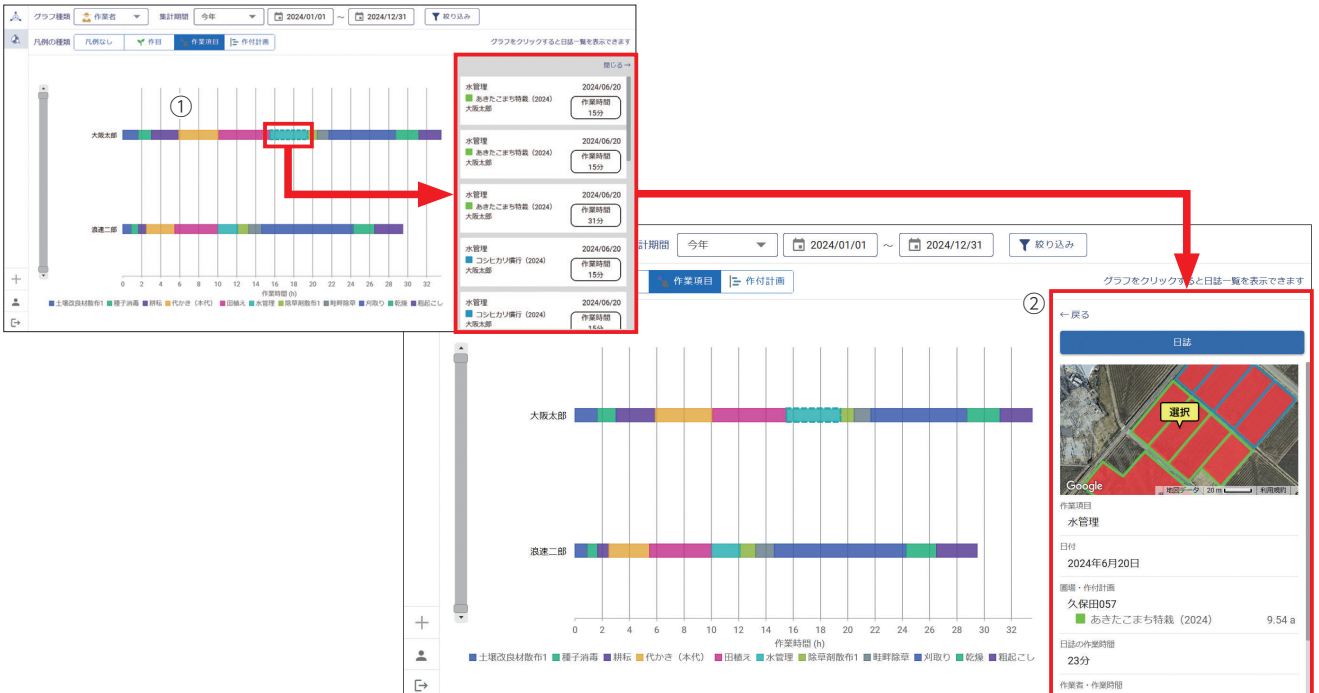 グラフ種類 作業者 集計期間 今年 2024/01/01 ～ 2024/12/31 絞り込み
凡例の種類 凡例なし 作目 作業項目 作付計画 グラフをクリックすると日誌一覧を表示できます
閉じる→
①
大阪太郎
浪速二郎
0 2 4 6 8 10 12 14 16 18 20 22 24 26 28 30 32
作業時間 (h)
土壌改良材散布1 種子消毒 耕耘 代かき（本代） 田植え 水管理 除草剤散布1 畦畔除草 刈取り 乾燥 粗起こし
水管理 2024/06/20
あきたこまち特栽（2024） 作業時間
大阪太郎 15分
水管理 2024/06/20
あきたこまち特栽（2024） 作業時間
大阪太郎 15分
水管理 2024/06/20
あきたこまち特栽（2024） 作業時間
大阪太郎 31分
水管理 2024/06/20
コシヒカリ慣行（2024） 作業時間
大阪太郎 15分
水管理 2024/06/20
コシヒカリ慣行（2024） 作業時間
大阪太郎 15分
計期間 今年 2024/01/01 ～ 2024/12/31 絞り込み
作業項目 作付計画 グラフをクリックすると日誌一覧を表示できます
大阪太郎
浪速二郎
0 2 4 6 8 10 12 14 16 18 20 22 24 26 28 30 32
作業時間 (h)
土壌改良材散布1 種子消毒 耕耘 代かき（本代） 田植え 水管理 除草剤散布1 畦畔除草 刈取り 乾燥 粗起こし
②
←戻る
日誌
選択
Google 地図データ 20 m 利用規約
作業項目
水管理
日付
2024年6月20日
圃場・作付計画
久保田057
あきたこまち特栽（2024） 9.54 a
日誌の作業時間
23分
作業者・作業時間